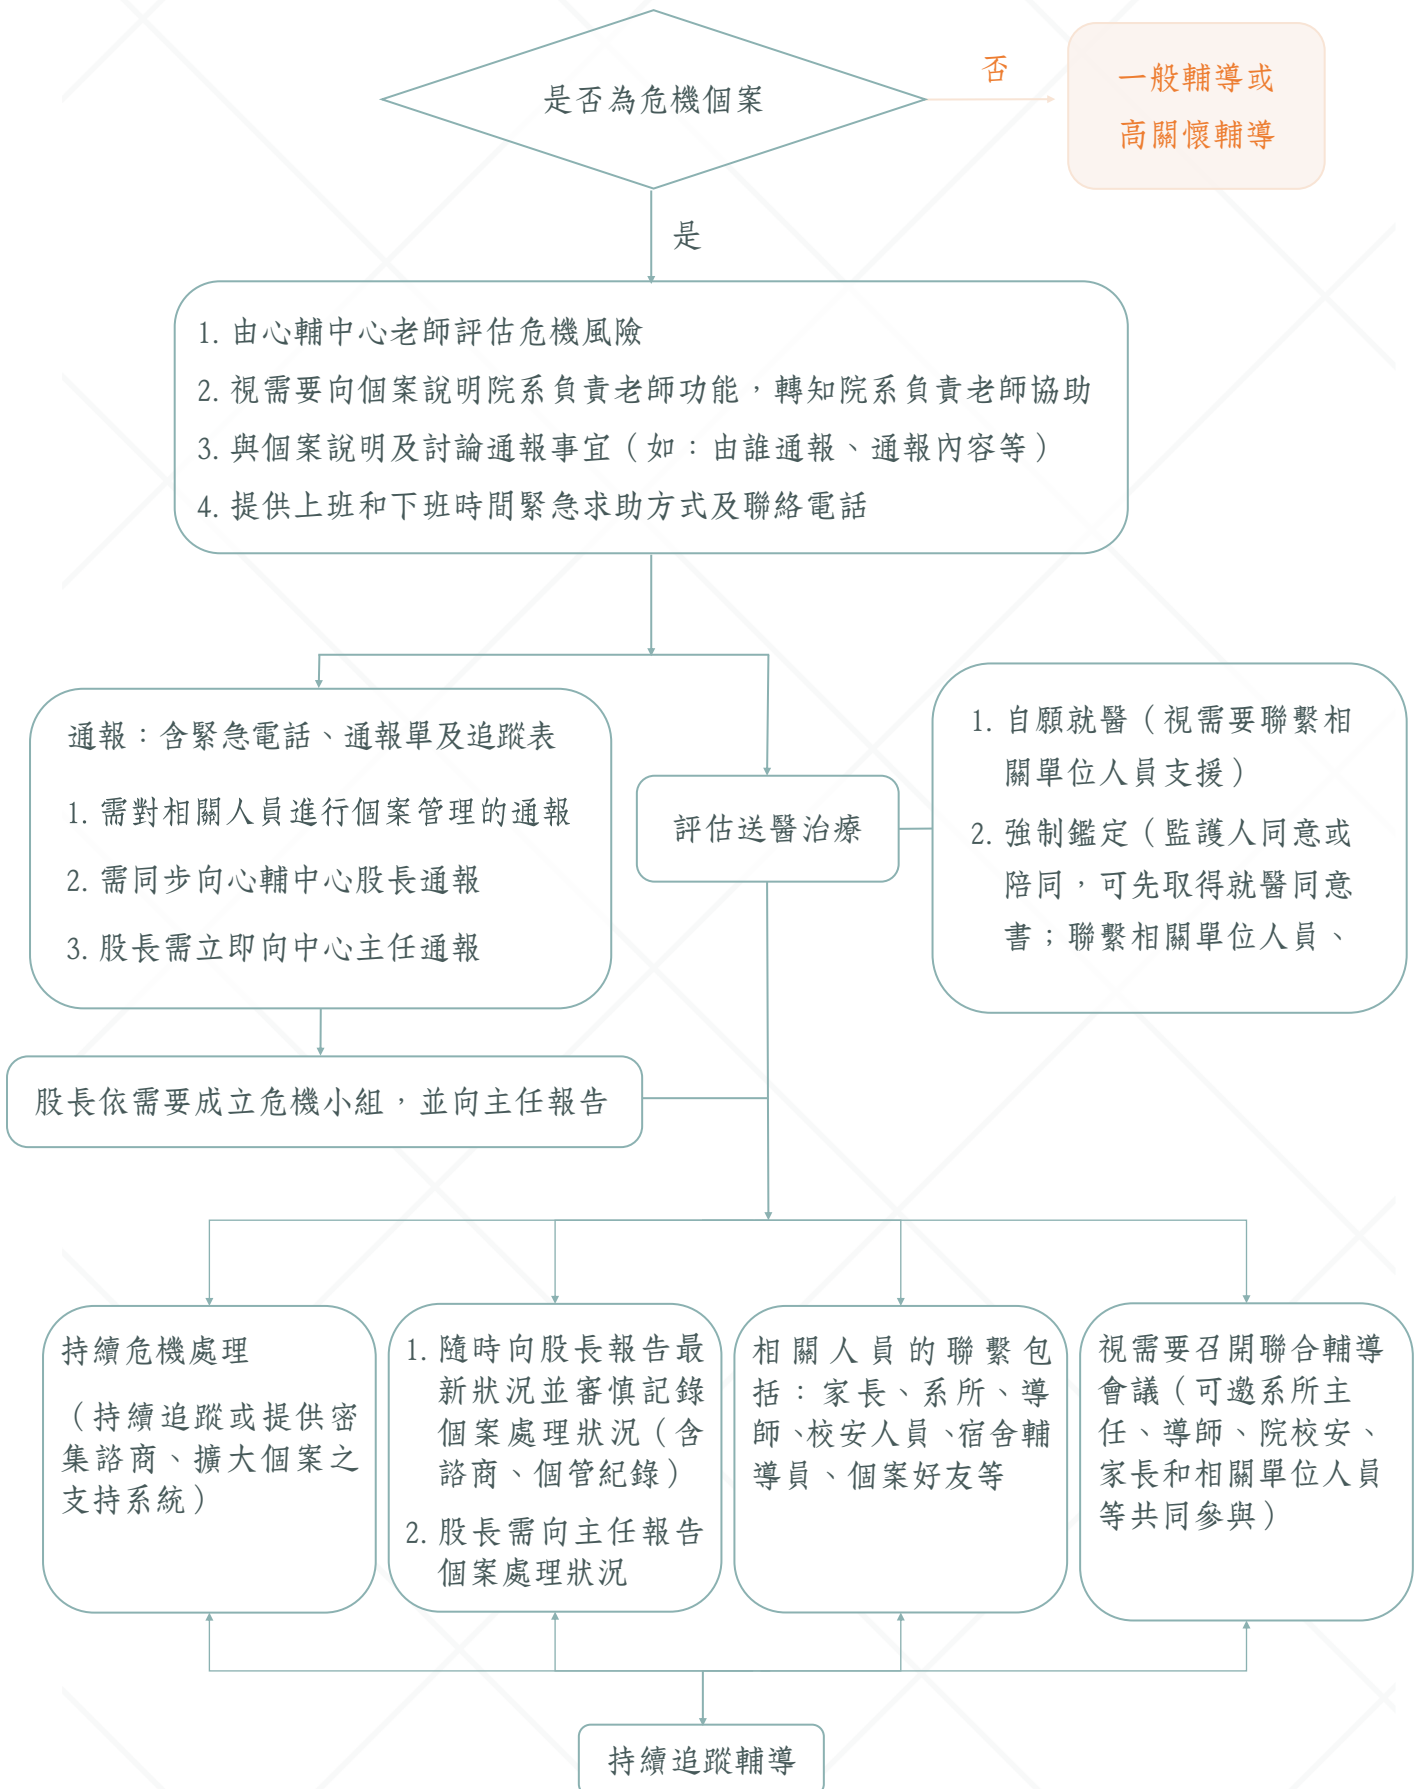 是否為危機個案
否
一般輔導或
高關懷輔導
是
1. 由心輔中心老師評估危機風險
2. 視需要向個案說明院系負責老師功能，轉知院系負責老師協助
3. 與個案說明及討論通報事宜（如：由誰通報、通報內容等）
4. 提供上班和下班時間緊急求助方式及聯絡電話
通報：含緊急電話、通報單及追蹤表
1. 需對相關人員進行個案管理的通報
2. 需同步向心輔中心股長通報
3. 股長需立即向中心主任通報
評估送醫治療
1. 自願就醫（視需要聯繫相
關單位人員支援）
2. 強制鑑定（監護人同意或
陪同，可先取得就醫同意
書；聯繫相關單位人員、
股長依需要成立危機小組，並向主任報告
持續危機處理
（持續追蹤或提供密
集諮商、擴大個案之
支持系統）
1. 隨時向股長報告最
新狀況並審慎記錄
個案處理狀況（含
諮商、個管紀錄）
2. 股長需向主任報告
個案處理狀況
相關人員的聯繫包
括：家長、系所、導
師、校安人員、宿舍輔
導員、個案好友等
視需要召開聯合輔導
會議（可邀系所主
任、導師、院校安、
家長和相關單位人員
等共同參與）
持續追蹤輔導